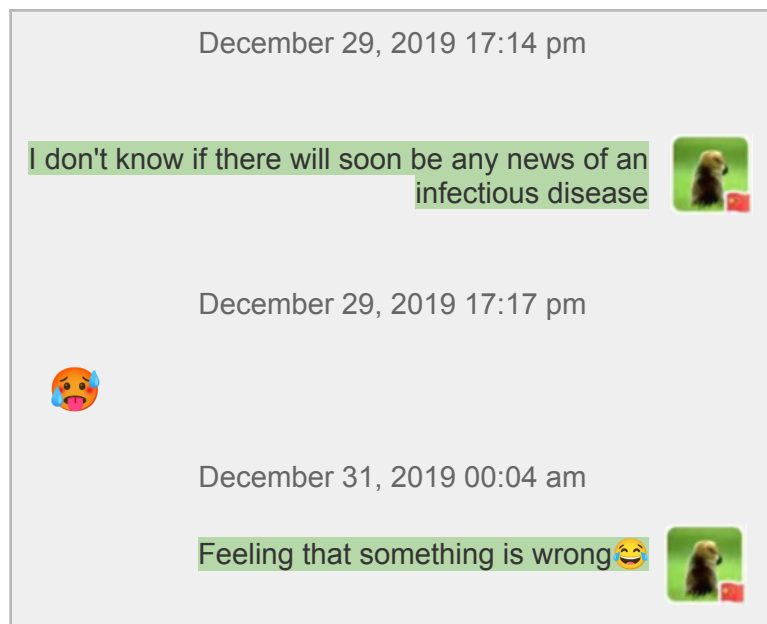 December 29, 2019 17:14 pm
I don't know if there will soon be any news of an
infectious disease
December 29, 2019 17:17 pm
🥵
December 31, 2019 00:04 am
Feeling that something is wrong😂